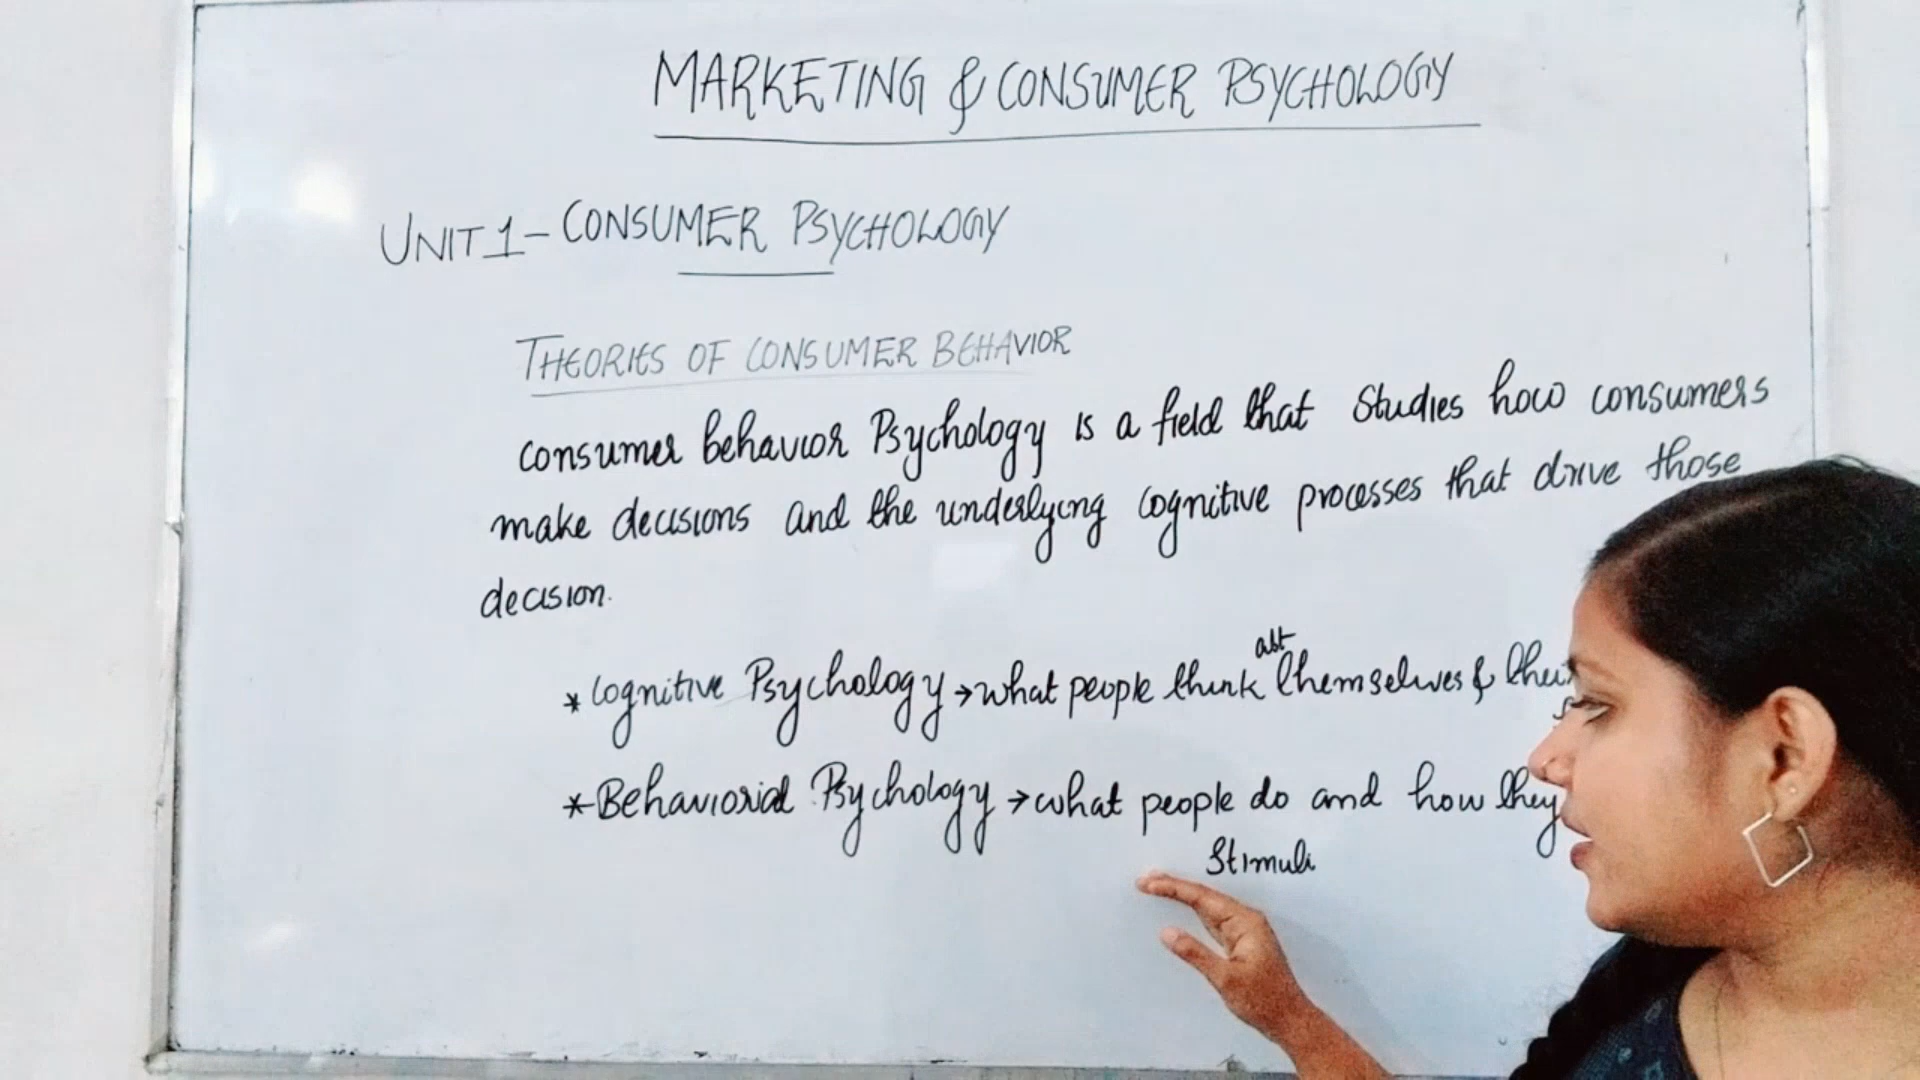 MARKETING & CONSUMER PSYCHOLOGY
UNIT 1 - CONSUMER PSYCHOLOGY
THEORIES OF CONSUMER BEHAVIOR
consumer behavior Psychology is a field that Studies how consumers
make decisions and the underlying cognitive processes that drive those
decision.
abt
* Cognitive Psychology → what people think themselves &
* Behaviorial Psychology → what people do and how they
Stimuli